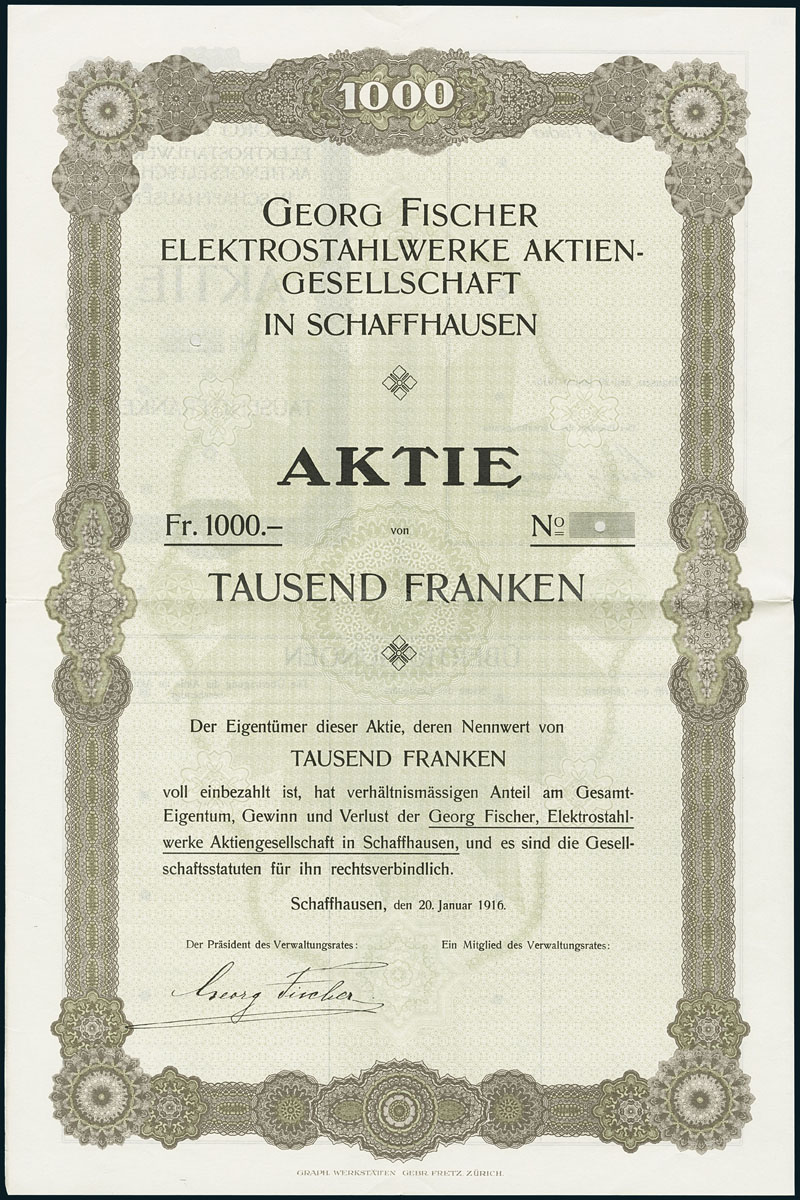 1000
GEORG FISCHER
ELEKTROSTAHLWERKE AKTIEN-
GESELLSCHAFT
IN SCHAFFHAUSEN
AKTIE
Fr. 1000.– von Nº
TAUSEND FRANKEN
Der Eigentümer dieser Aktie, deren Nennwert von
TAUSEND FRANKEN
voll einbezahlt ist, hat verhältnismässigen Anteil am Gesamt-
Eigentum, Gewinn und Verlust der Georg Fischer, Elektrostahl-
werke Aktiengesellschaft in Schaffhausen, und es sind die Gesell-
schaftsstatuten für ihn rechtsverbindlich.
Schaffhausen, den 20. Januar 1916.
Der Präsident des Verwaltungsrates: Ein Mitglied des Verwaltungsrates:
Georg Fischer
GRAPH. WERKSTÄTTEN GEBR. FRETZ ZÜRICH.